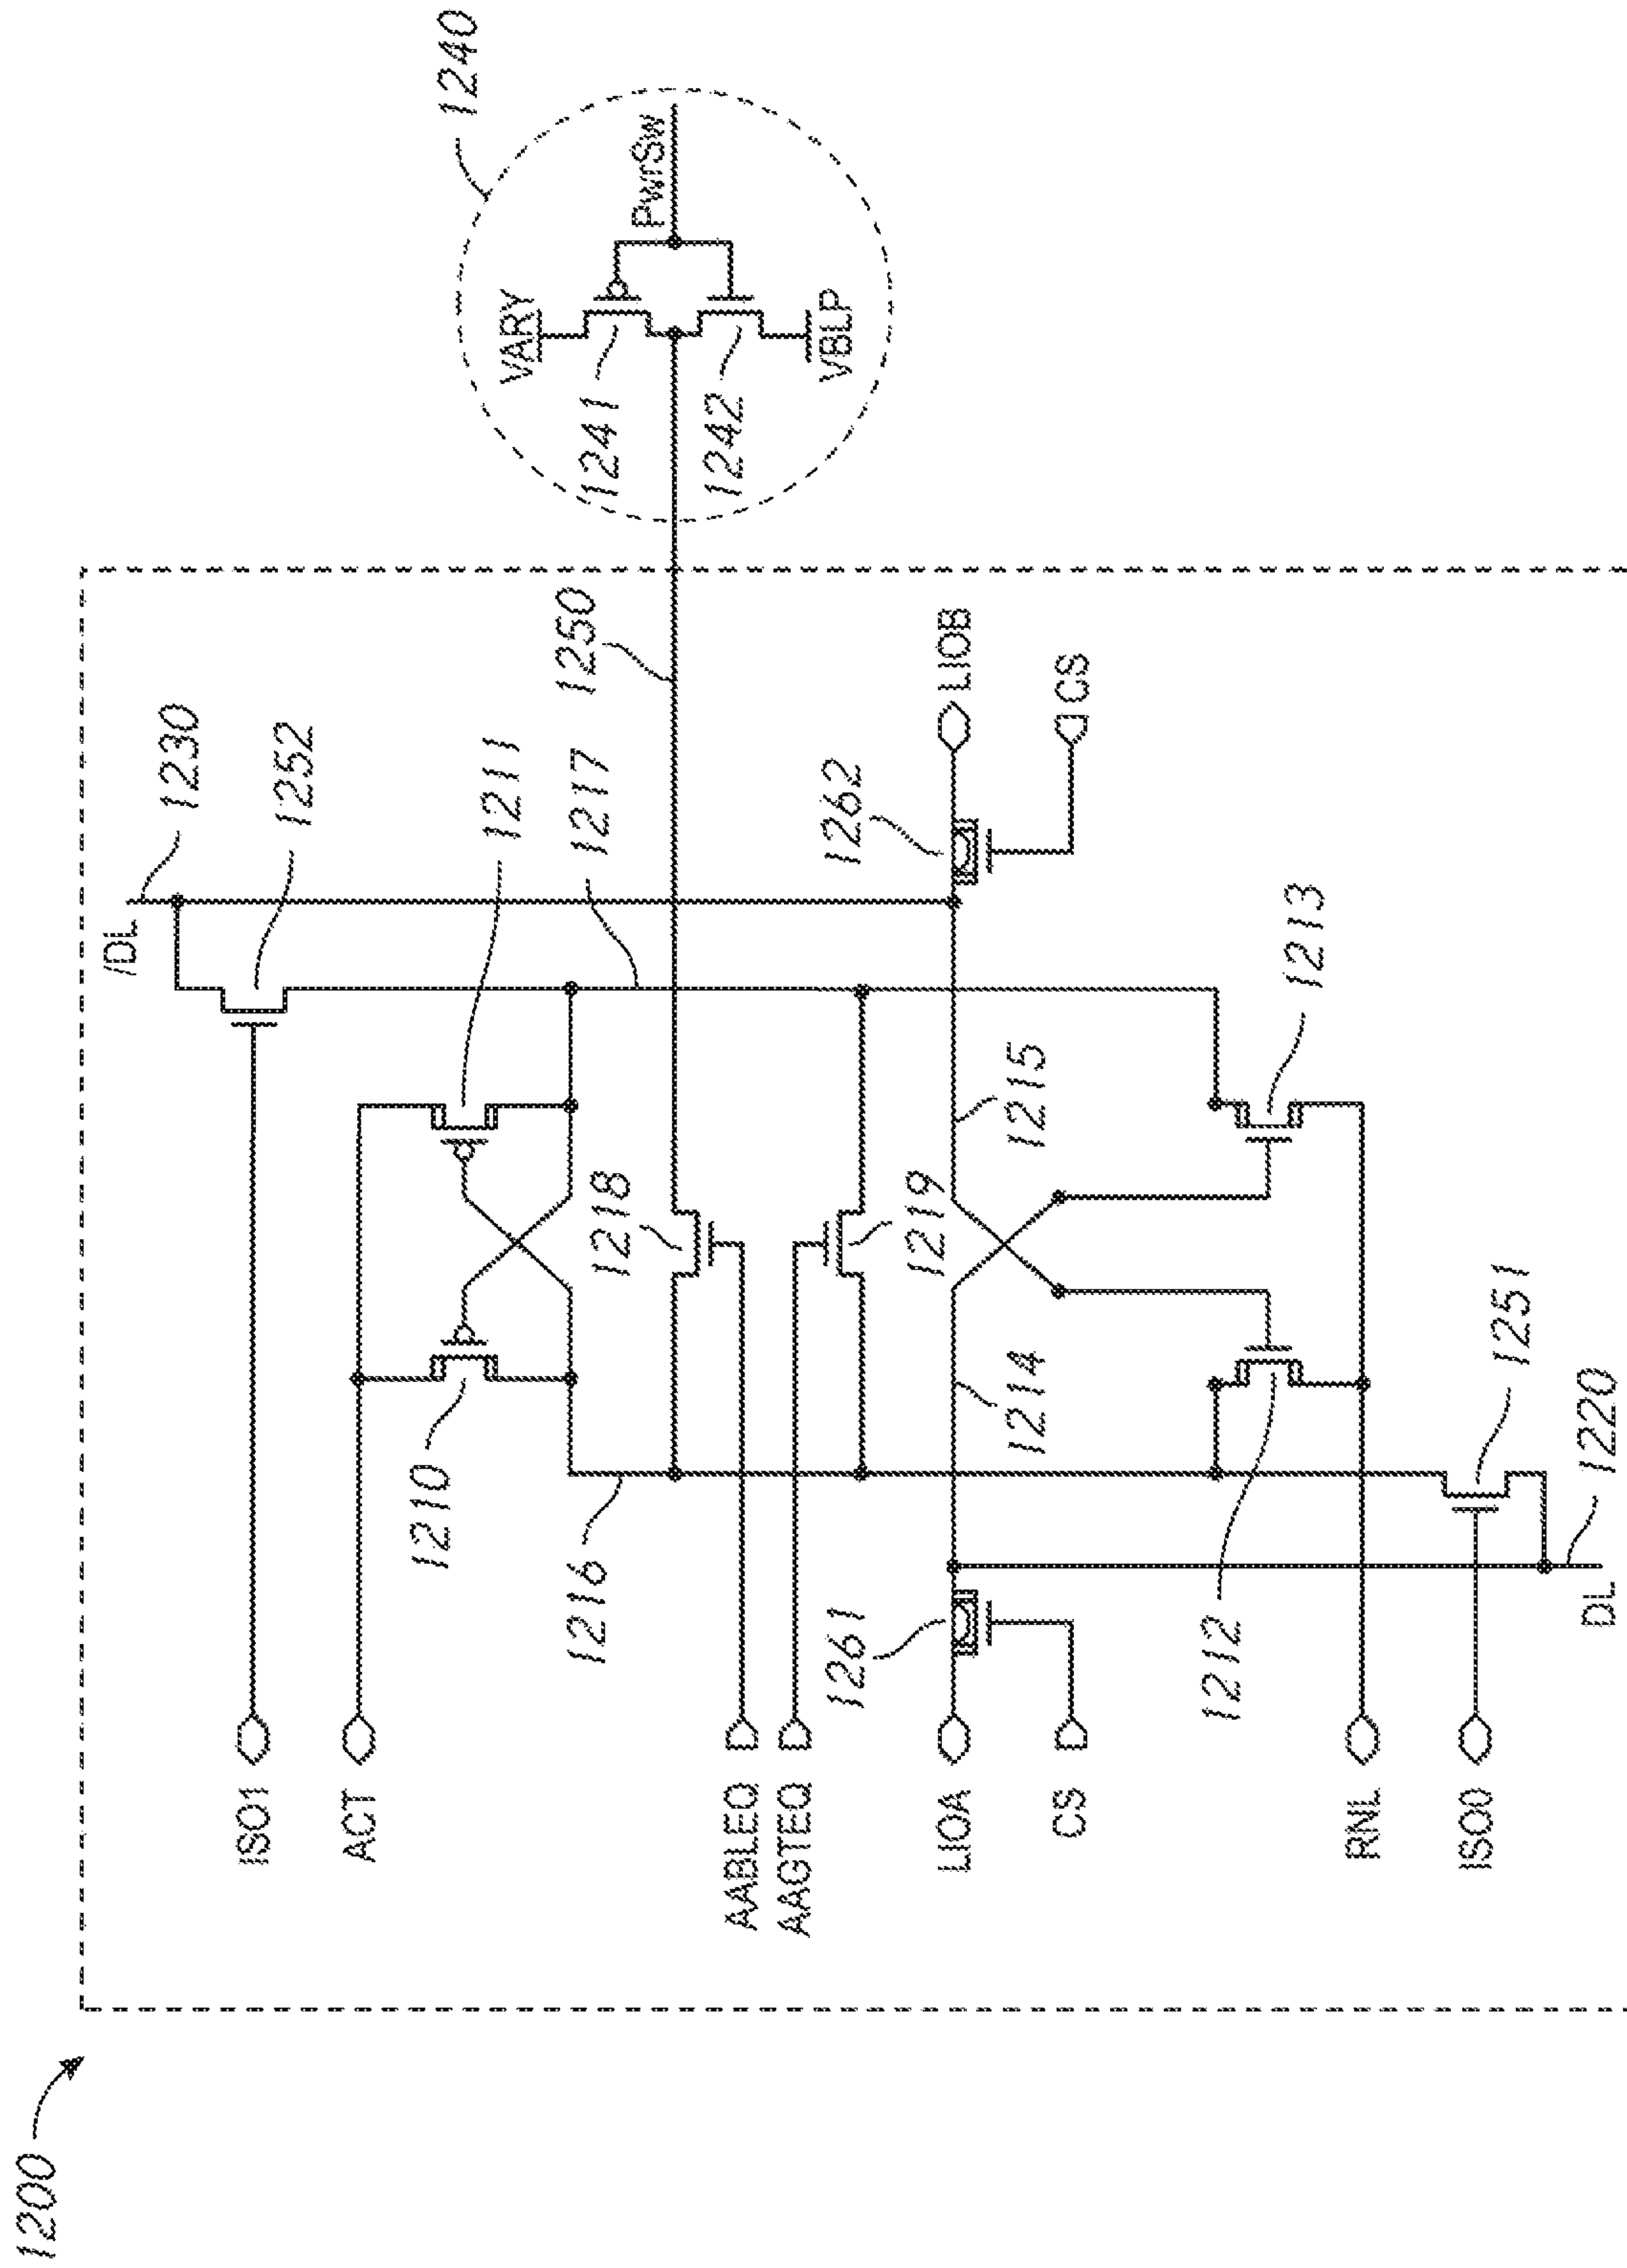 1200
1240
VARY
PwrSw
1241
1242
VBLP
1230
/DL
1252
1211
1217
1250
ISO1
ACT
1210
1216
1218
AABLEQ
AAGTEQ
1219
1262
LIOB
CS
1261
LIOA
CS
1214
1215
1213
1212
RNL
ISO0
1251
1220
DL